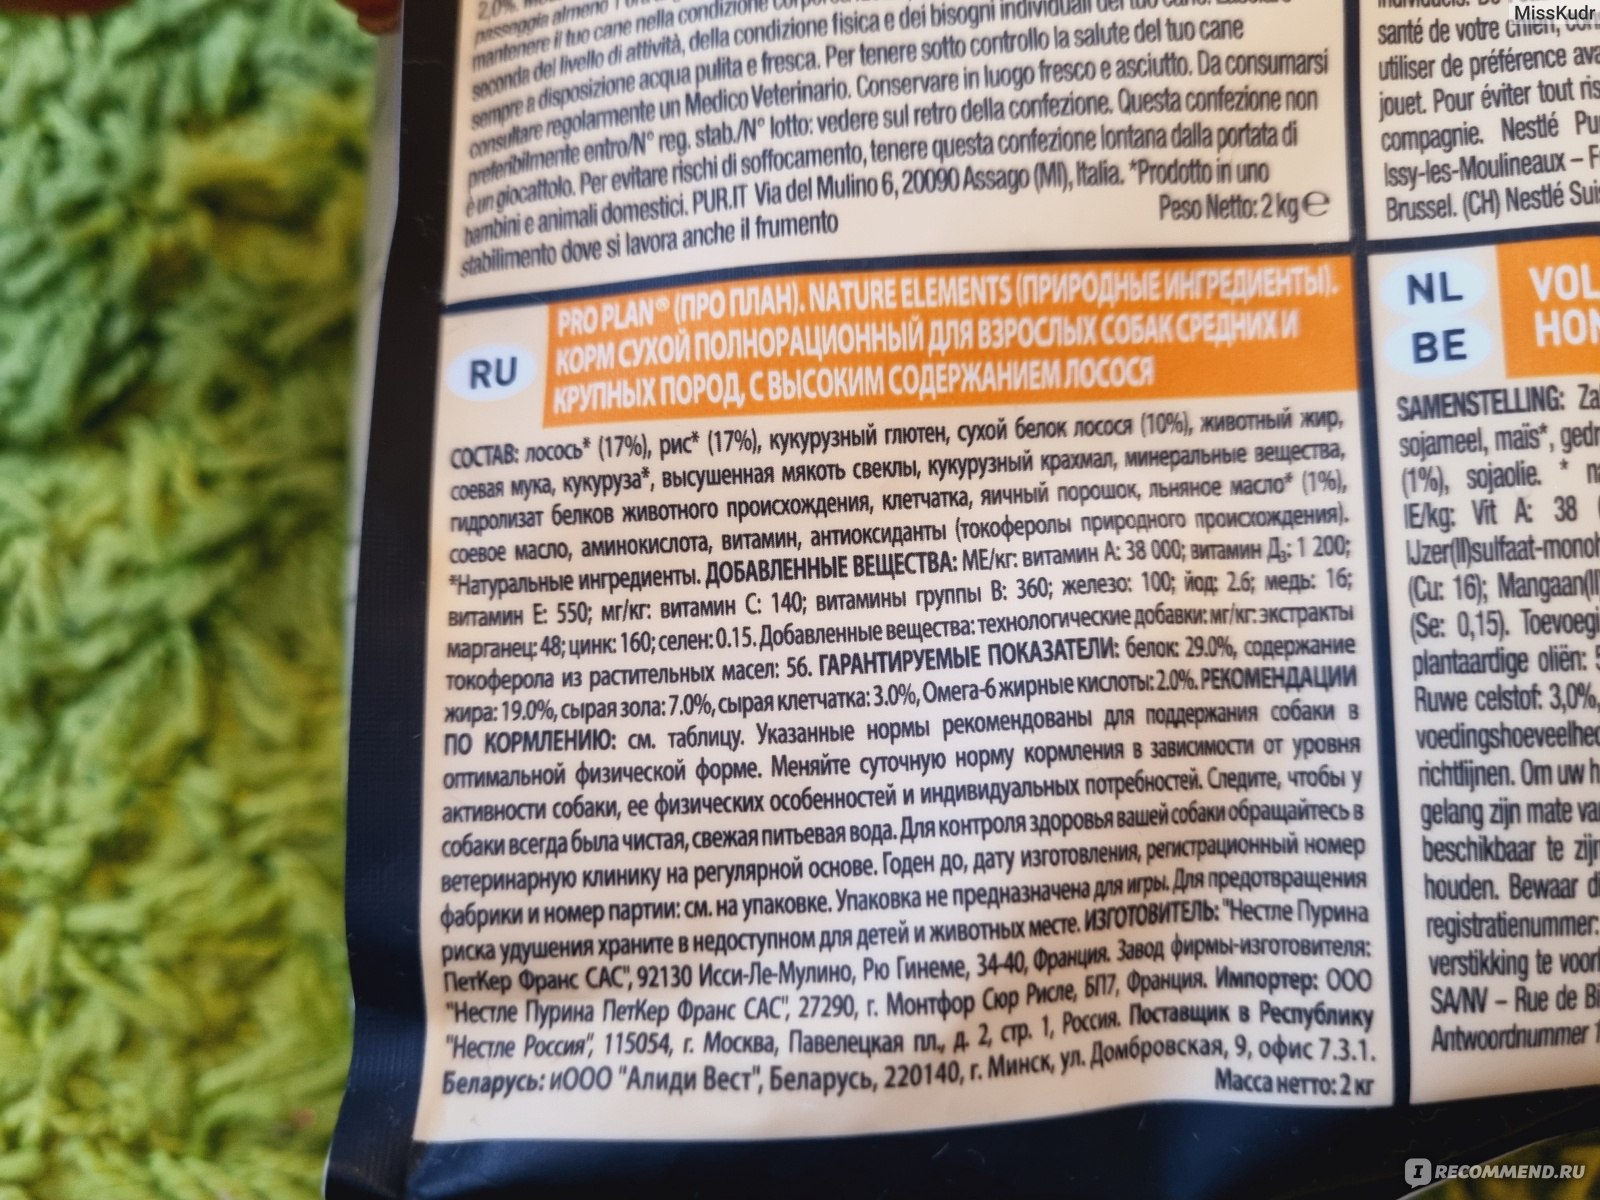 2,0%.
passeggia almeno 1 ora
mantenere il tuo cane nella condizione
seconda del livello di attività, della condizione fisica e dei bisogni individuali del tuo cane.
sempre a disposizione acqua pulita e fresca. Per tenere sotto controllo la salute del tuo cane
consultare regolarmente un Medico Veterinario. Conservare in luogo fresco e asciutto. Da consumarsi
preferibilmente entro/N° reg. stab./N° lotto: vedere sul retro della confezione. Questa confezione non
è un giocattolo. Per evitare rischi di soffocamento, tenere questa confezione lontana dalla portata di
bambini e animali domestici. PUR.IT Via del Mulino 6, 20090 Assago (MI), Italia. *Prodotto in uno
stabilimento dove si lavora anche il frumento
Peso Netto: 2 kg ℮
santé de votre chien,
utiliser de préférence
jouet. Pour éviter tout
compagnie. Nestlé
Issy-les-Moulineaux –
Brussel. (CH) Nestlé
RU
PRO PLAN® (ПРО ПЛАН). NATURE ELEMENTS (ПРИРОДНЫЕ ИНГРЕДИЕНТЫ).
КОРМ СУХОЙ ПОЛНОРАЦИОННЫЙ ДЛЯ ВЗРОСЛЫХ СОБАК СРЕДНИХ И
КРУПНЫХ ПОРОД, С ВЫСОКИМ СОДЕРЖАНИЕМ ЛОСОСЯ
СОСТАВ: лосось* (17%), рис* (17%), кукурузный глютен, сухой белок лосося (10%), животный жир,
соевая мука, кукуруза*, высушенная мякоть свеклы, кукурузный крахмал, минеральные вещества,
гидролизат белков животного происхождения, клетчатка, яичный порошок, льняное масло* (1%),
соевое масло, аминокислота, витамин, антиоксиданты (токоферолы природного происхождения).
*Натуральные ингредиенты. ДОБАВЛЕННЫЕ ВЕЩЕСТВА: МЕ/кг: витамин А: 38 000; витамин Д₃: 1 200;
витамин Е: 550; мг/кг: витамин С: 140; витамины группы В: 360; железо: 100; йод: 2.6; медь: 16;
марганец: 48; цинк: 160; селен: 0.15. Добавленные вещества: технологические добавки: мг/кг: экстракты
токоферола из растительных масел: 56. ГАРАНТИРУЕМЫЕ ПОКАЗАТЕЛИ: белок: 29.0%, содержание
жира: 19.0%, сырая зола: 7.0%, сырая клетчатка: 3.0%, Омега-6 жирные кислоты: 2.0%. РЕКОМЕНДАЦИИ
ПО КОРМЛЕНИЮ: см. таблицу. Указанные нормы рекомендованы для поддержания собаки в
оптимальной физической форме. Меняйте суточную норму кормления в зависимости от уровня
активности собаки, ее физических особенностей и индивидуальных потребностей. Следите, чтобы у
собаки всегда была чистая, свежая питьевая вода. Для контроля здоровья вашей собаки обращайтесь в
ветеринарную клинику на регулярной основе. Годен до, дату изготовления, регистрационный номер
фабрики и номер партии: см. на упаковке. Упаковка не предназначена для игры. Для предотвращения
риска удушения храните в недоступном для детей и животных месте. ИЗГОТОВИТЕЛЬ: "Нестле Пурина
ПетКер Франс САС", 92130 Исси-Ле-Мулино, Рю Гинеме, 34-40, Франция. Завод фирмы-изготовителя:
"Нестле Пурина ПетКер Франс САС", 27290, г. Монтфор Сюр Рисле, БП7, Франция. Импортер: ООО
"Нестле Россия", 115054, г. Москва, Павелецкая пл., д. 2, стр. 1, Россия. Поставщик в Республику
Беларусь: иООО "Алиди Вест", Беларусь, 220140, г. Минск, ул. Домбровская, 9, офис 7.3.1.
Масса нетто: 2 кг
NL
BE
VOL
HON
SAMENSTELLING:
sojameel, maïs*,
(1%), sojaolie. *
IE/kg: Vit A: 38
IJzer(II)sulfaat-
(Cu: 16);
(Se: 0,15).
plantaardige oliën:
Ruwe celstof: 3,0%,
richtlijnen. Om uw
gelang zijn mate
beschikbaar te
houden. Bewaar
registratienummer:
verstikking te
SA/NV – Rue de
Antwoordnummer
MissKudr
IRECOMMEND.RU